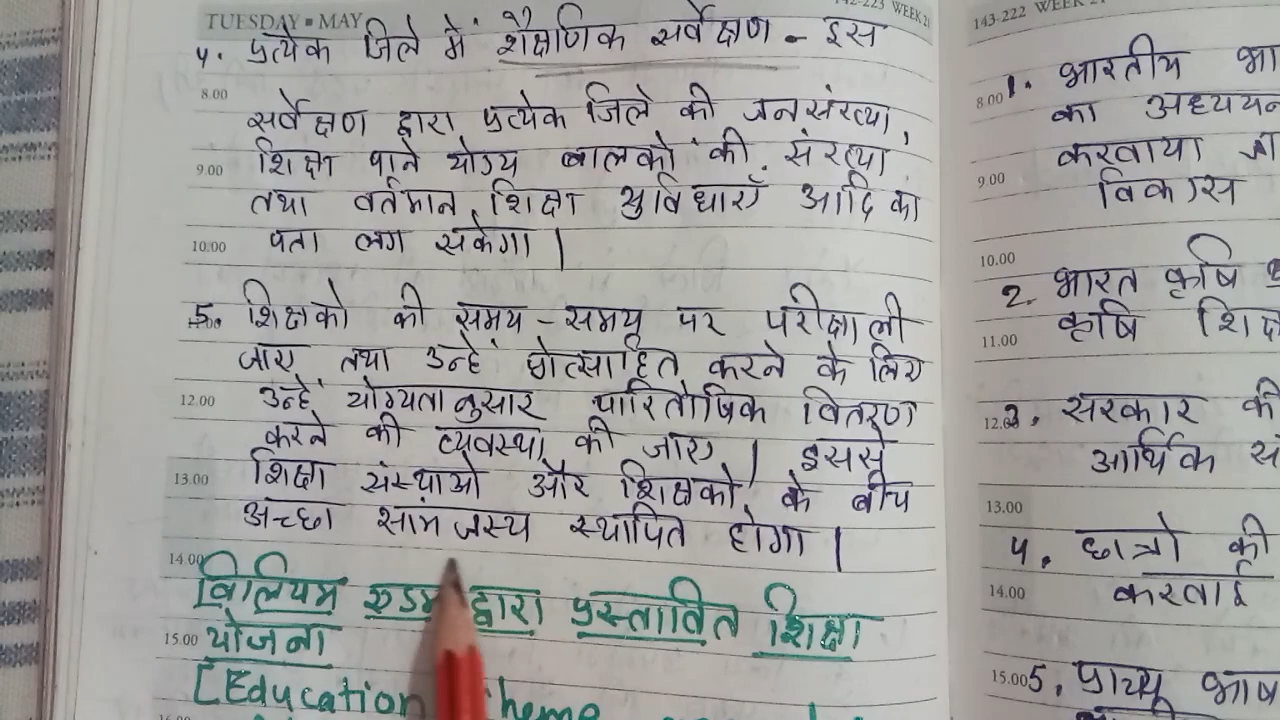 TUESDAY ▪ MAY
223 WEEK 21
4. प्रत्येक जिले में शैक्षणिक सर्वेक्षण - इस
8.00
सर्वेक्षण द्वारा प्रत्येक जिले की जनसंख्या,
9.00 शिक्षा पाने योग्य बालकों की संख्या
तथा वर्तमान शिक्षा सुविधाएँ आदि का
10.00 पता लग सकेगा |
5. शिक्षको की समय-समय पर परीक्षा ली
जाए तथा उन्हें प्रोत्साहित करने के लिए
12.00 उन्हें योग्यतानुसार पारितोषिक वितरण
करने की व्यवस्था की जाए | इससे
13.00 शिक्षा संस्थाओ और शिक्षको के बीच
अच्छा सामंजस्य स्थापित होगा |
14.00
विलियम द्वारा प्रस्तावित शिक्षा
15.00 योजना
[Education
143-222 WEEK
8.00 1. भारतीय
का अध्ययन
9.00 करवाया
विकास
10.00
2. भारत कृषि
11.00 कृषि
12.00 3. सरकार की
आर्थिक
13.00
4. छात्रो की
14.00 करवाई
15.00 5. प्राच्य